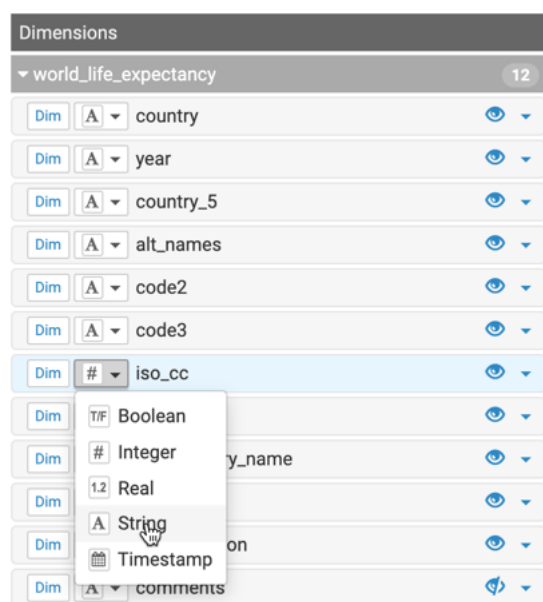 Dimensions
world_life_expectancy 12
Dim A country
Dim A year
Dim A country_5
Dim A alt_names
Dim A code2
Dim A code3
Dim # iso_cc
Dim T/F Boolean
Dim # Integer ry_name
Dim 1.2 Real
A String
Dim on
Timestamp
Dim A comments